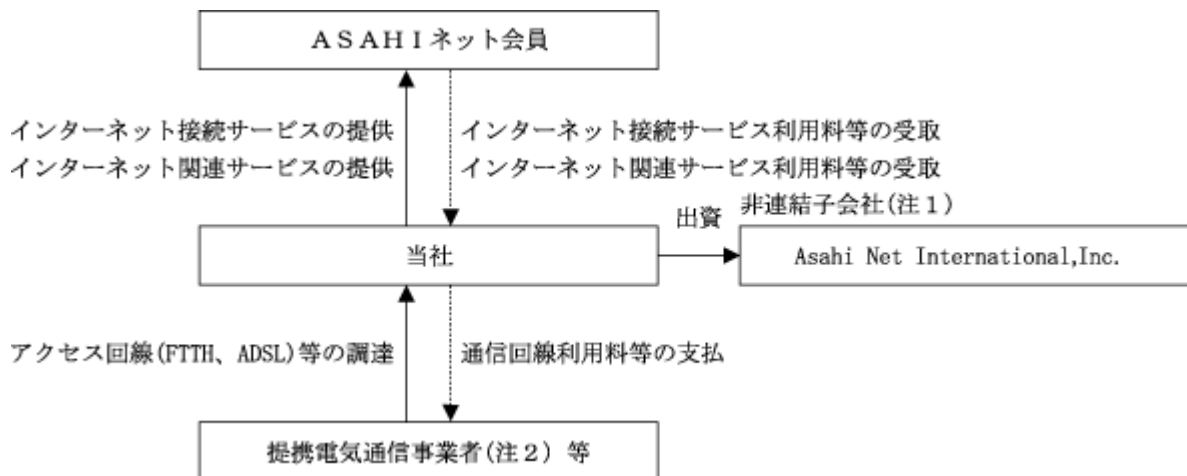 ＡＳＡＨＩネット会員
インターネット接続サービスの提供
インターネット関連サービスの提供
インターネット接続サービス利用料等の受取
インターネット関連サービス利用料等の受取
出資
非連結子会社(注１)
当社
Asahi Net International,Inc.
アクセス回線(FTTH、ADSL)等の調達
通信回線利用料等の支払
提携電気通信事業者(注２) 等